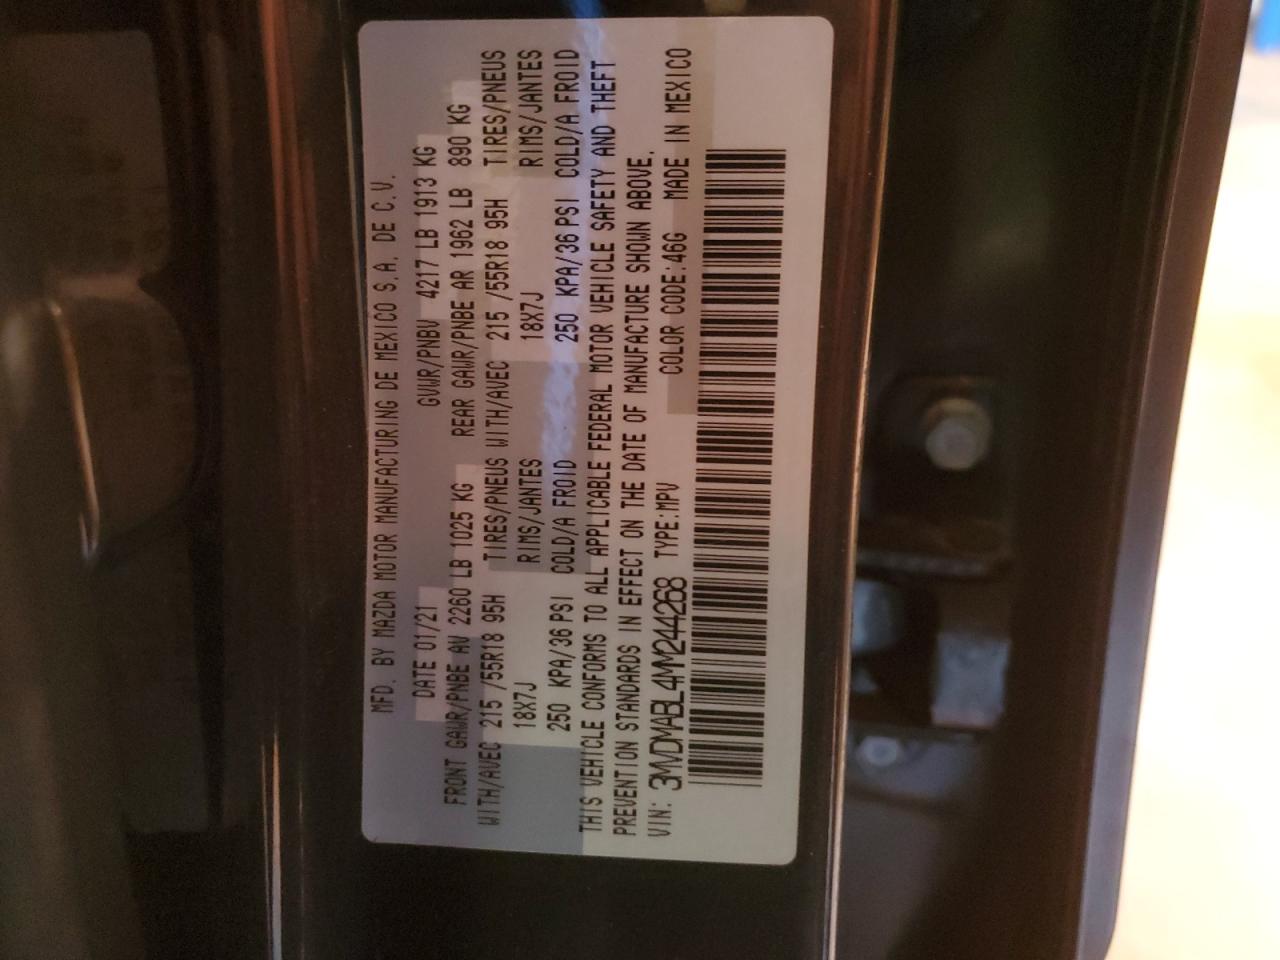 MFD. BY MAZDA MOTOR MANUFACTURING DE MEXICO S.A. DE C.V.
DATE 01/21 GVWR/PNBV 4217 LB 1913 KG
FRONT GAWR/PNBE AV 2260 LB 1025 KG REAR GAWR/PNBE AR 1962 LB 890 KG
WITH/AVEC 215 /55R18 95H TIRES/PNEUS WITH/AVEC 215 /55R18 95H TIRES/PNEUS
18X7J RIMS/JANTES 18X7J RIMS/JANTES
250 KPA/36 PSI COLD/A FROID 250 KPA/36 PSI COLD/A FROID
THIS VEHICLE CONFORMS TO ALL APPLICABLE FEDERAL MOTOR VEHICLE SAFETY AND THEFT
PREVENTION STANDARDS IN EFFECT ON THE DATE OF MANUFACTURE SHOWN ABOVE.
VIN: 3MVDMABL4MM244268 TYPE:MPV COLOR CODE:46G MADE IN MEXICO